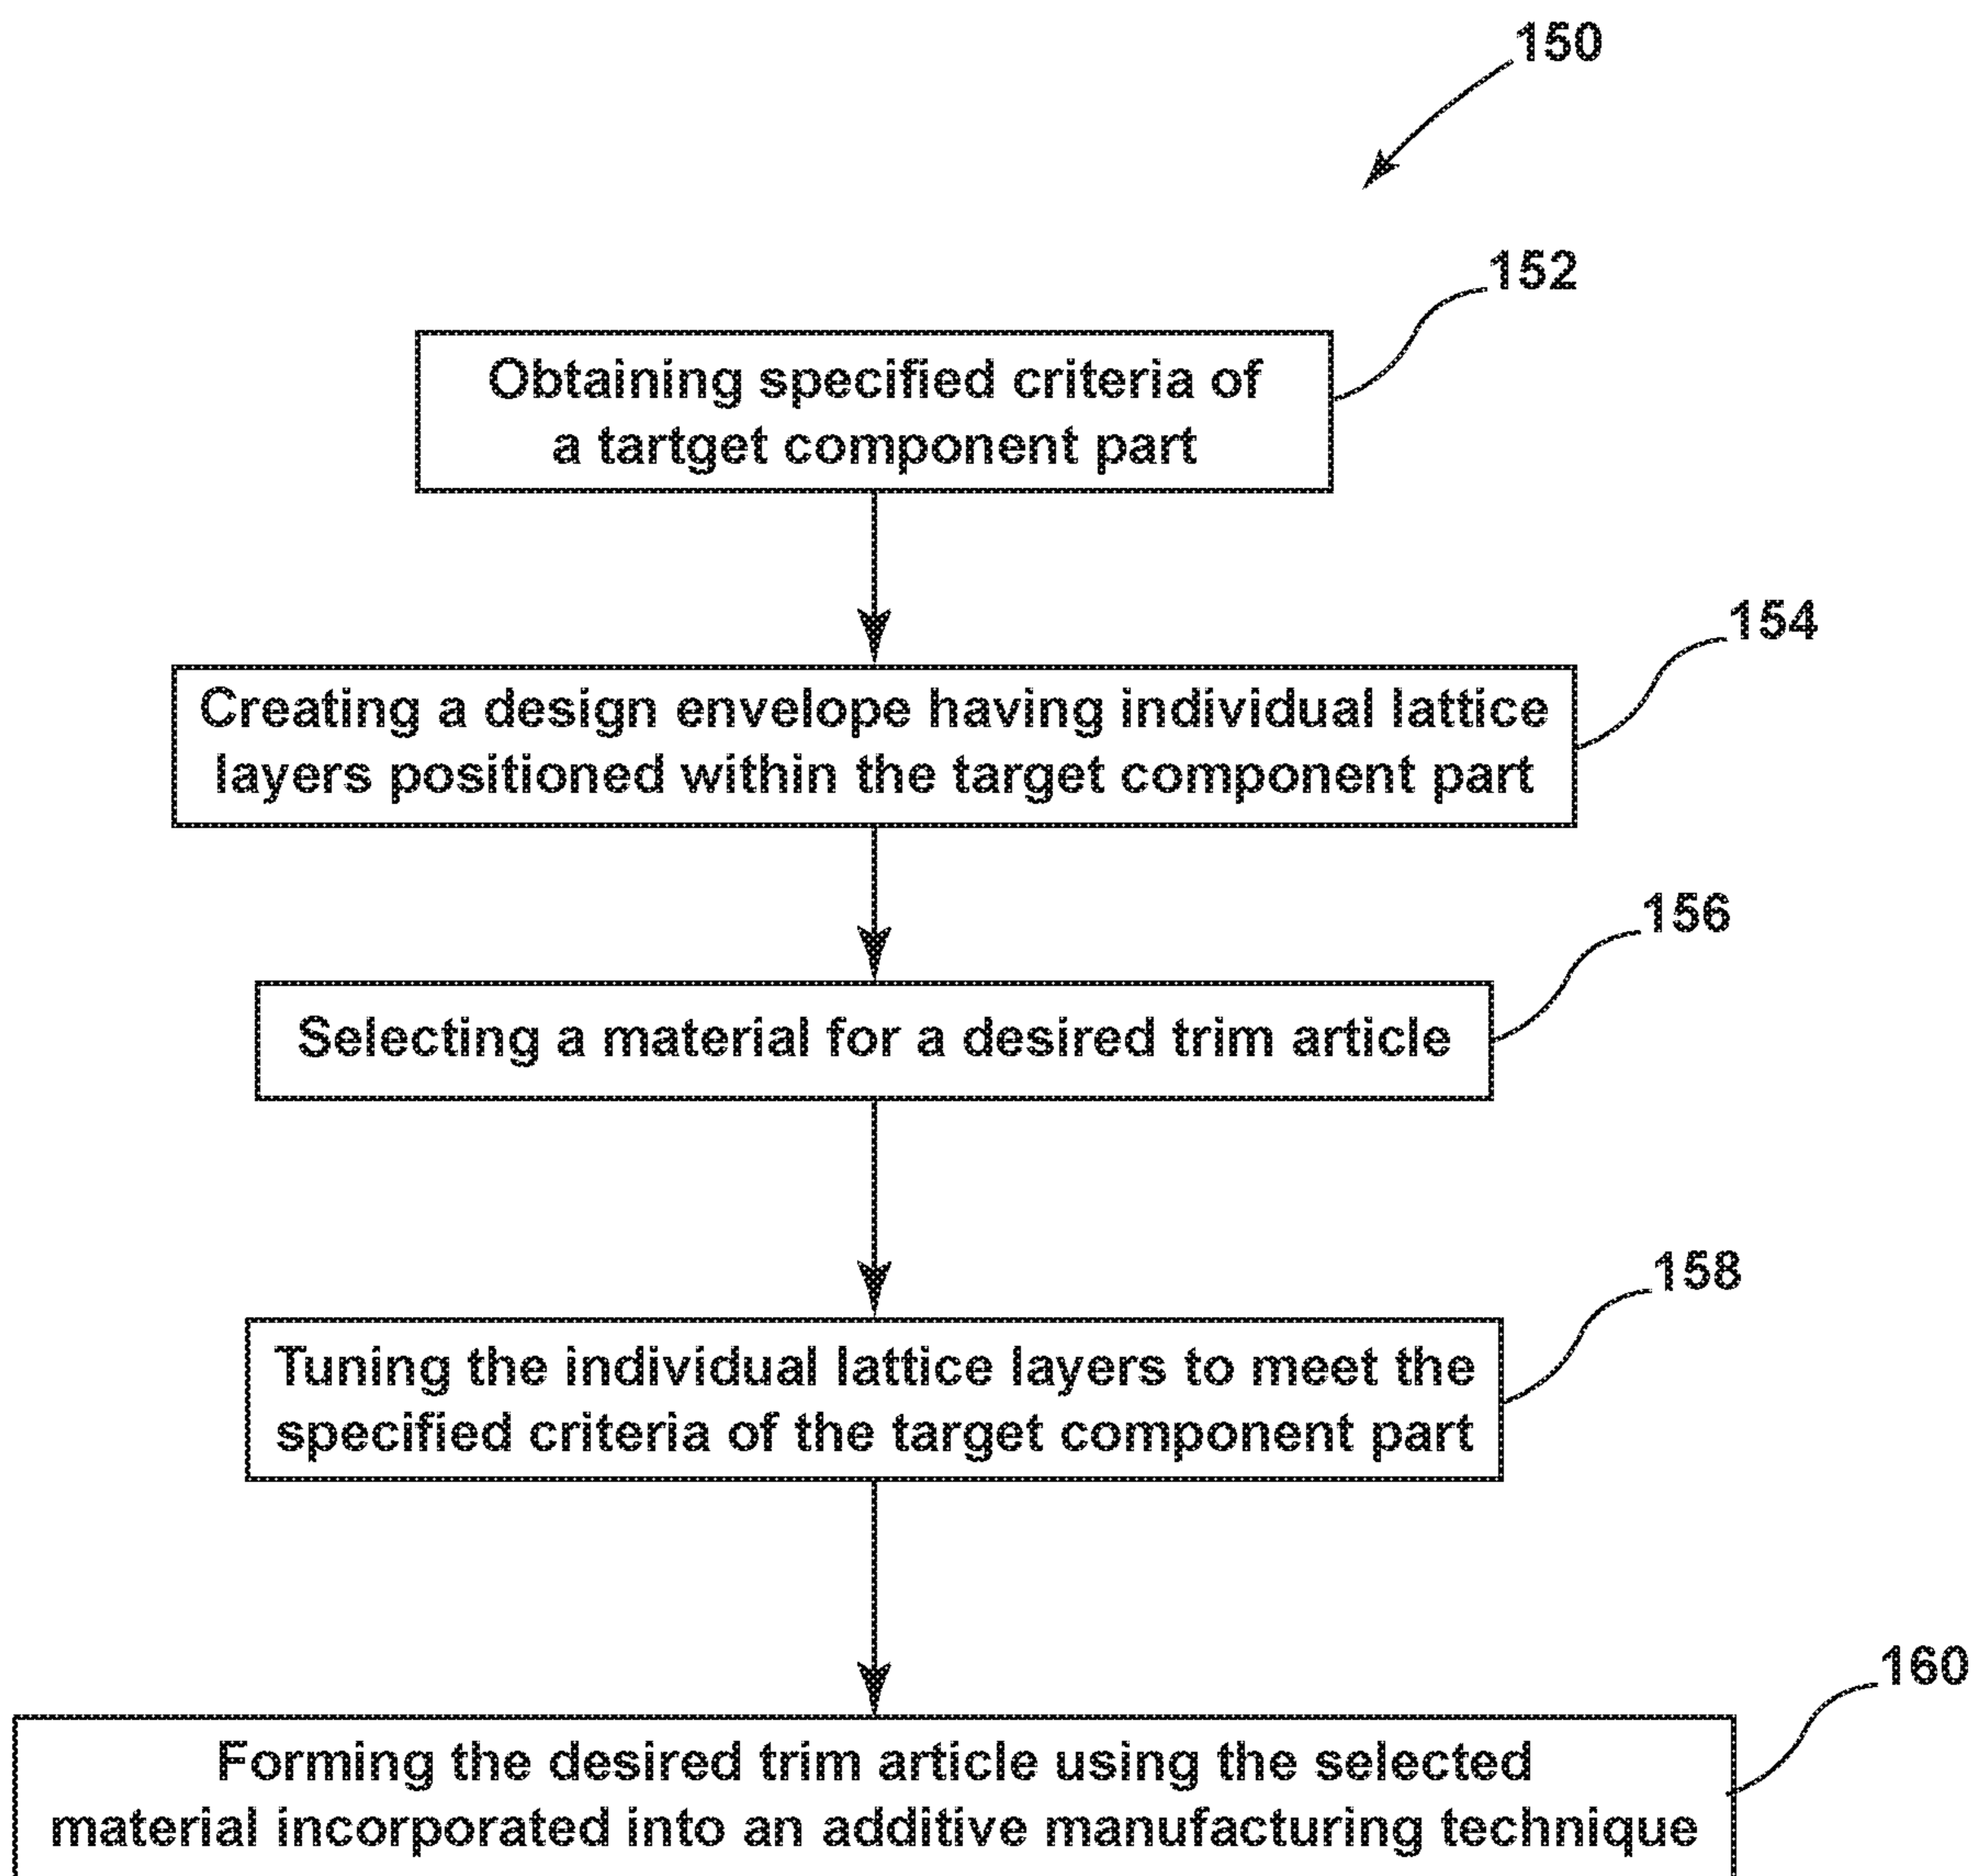 150
152
Obtaining specified criteria of
a tartget component part
154
Creating a design envelope having individual lattice
layers positioned within the target component part
156
Selecting a material for a desired trim article
158
Tuning the individual lattice layers to meet the
specified criteria of the target component part
160
Forming the desired trim article using the selected
material incorporated into an additive manufacturing technique